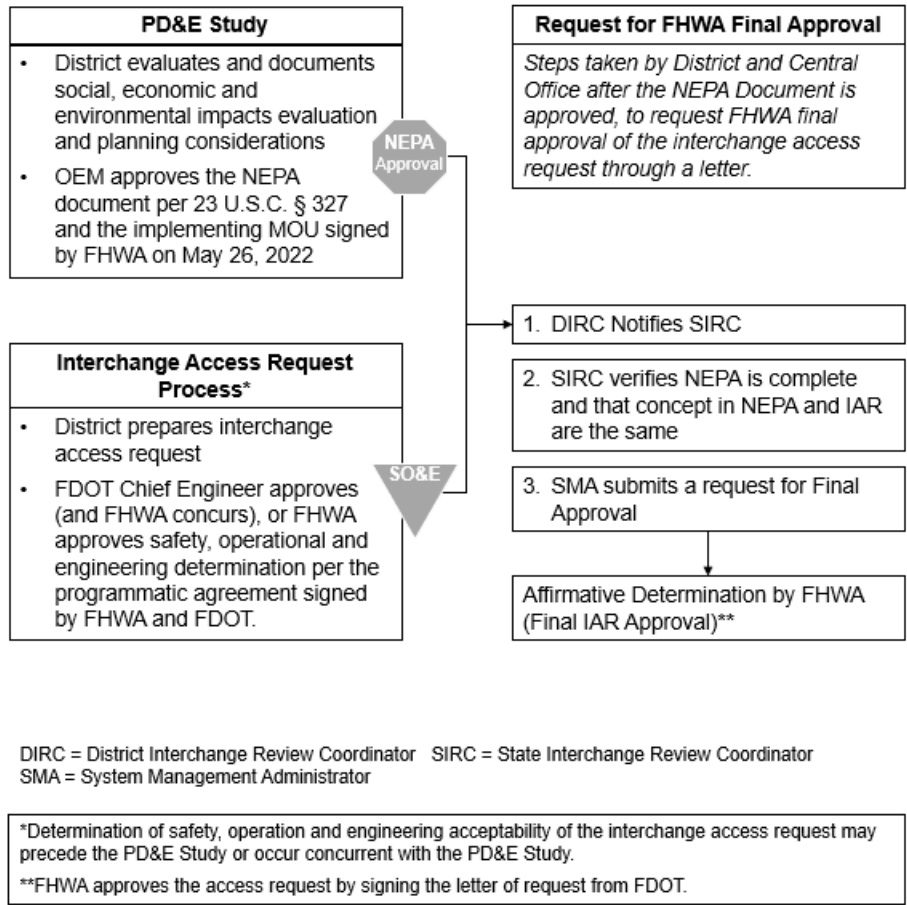 PD&E Study
• District evaluates and documents
social, economic and
environmental impacts evaluation
and planning considerations
• OEM approves the NEPA
document per 23 U.S.C. § 327
and the implementing MOU signed
by FHWA on May 26, 2022
NEPA
Approval
Request for FHWA Final Approval
Steps taken by District and Central
Office after the NEPA Document is
approved, to request FHWA final
approval of the interchange access
request through a letter.
Interchange Access Request
Process*
• District prepares interchange
access request
• FDOT Chief Engineer approves
(and FHWA concurs), or FHWA
approves safety, operational and
engineering determination per the
programmatic agreement signed
by FHWA and FDOT.
SO&E
1. DIRC Notifies SIRC
2. SIRC verifies NEPA is complete
and that concept in NEPA and IAR
are the same
3. SMA submits a request for Final
Approval
Affirmative Determination by FHWA
(Final IAR Approval)**
DIRC = District Interchange Review Coordinator SIRC = State Interchange Review Coordinator
SMA = System Management Administrator
*Determination of safety, operation and engineering acceptability of the interchange access request may
precede the PD&E Study or occur concurrent with the PD&E Study.
**FHWA approves the access request by signing the letter of request from FDOT.